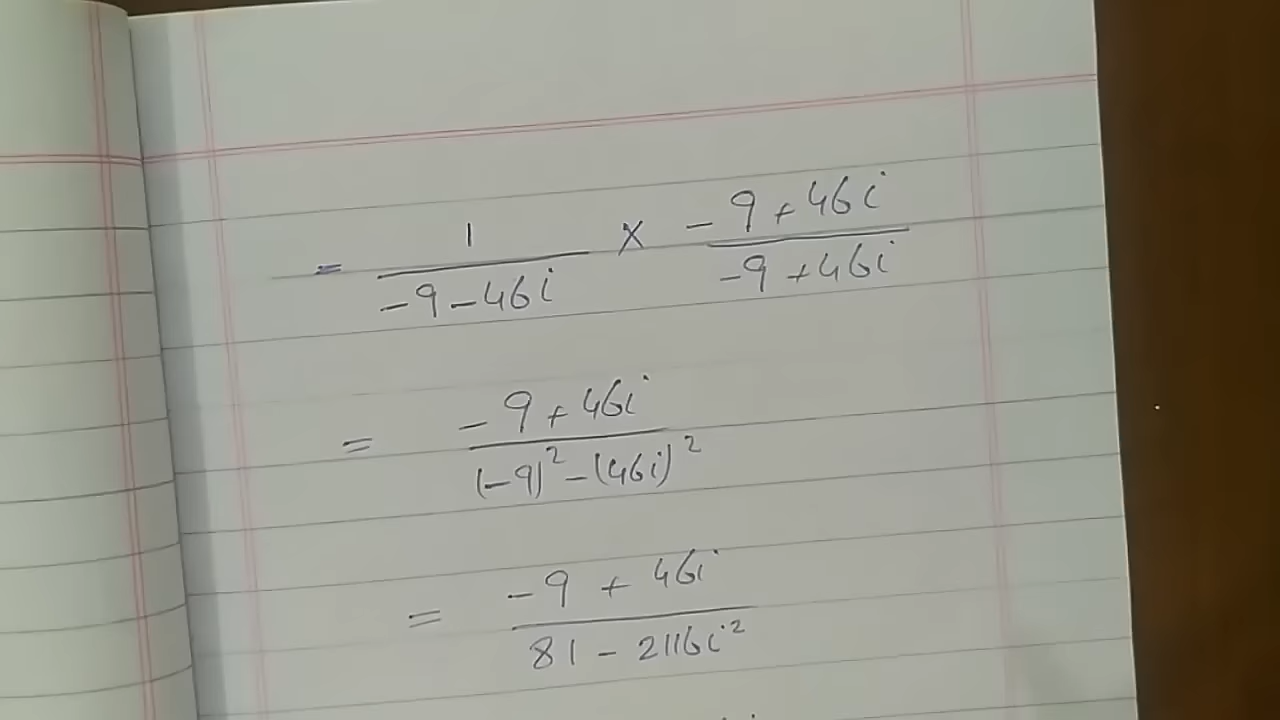 = 1 / -9 - 46i × -9 + 46i / -9 + 46i
= -9 + 46i / (-9)² - (46i)²
= -9 + 46i / 81 - 2116i²